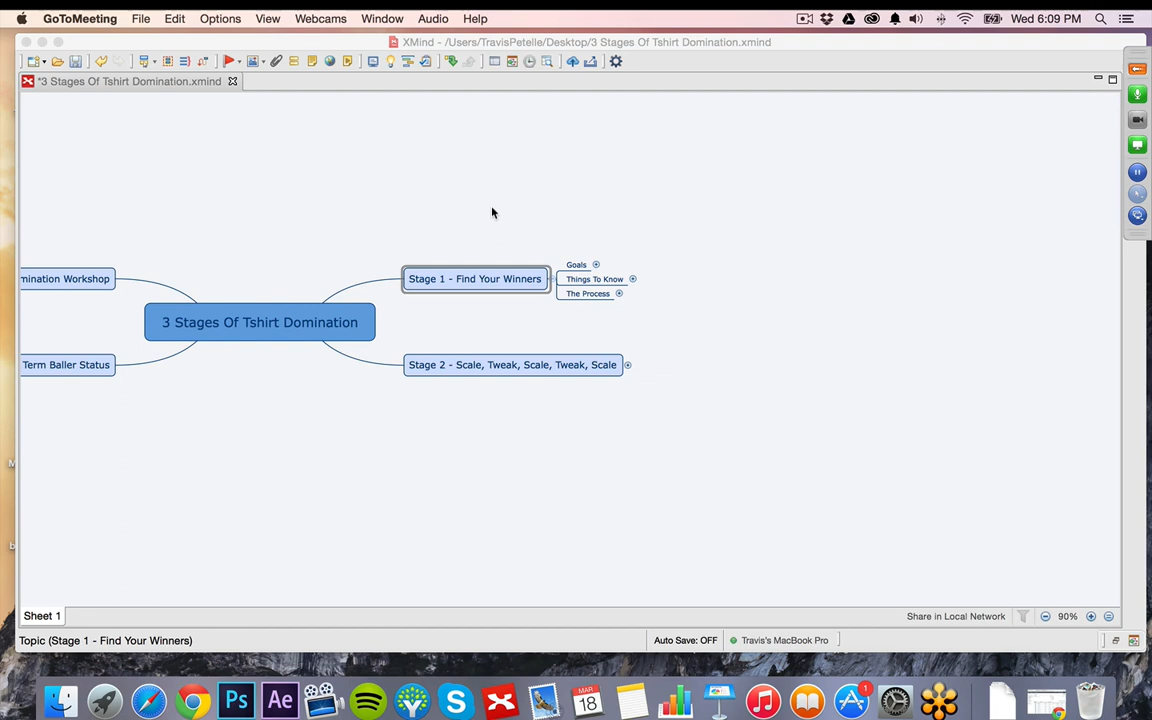 GoToMeeting File Edit Options View Webcams Window Audio Help Wed 6:09 PM
XMind - /Users/TravisPetelle/Desktop/3 Stages Of Tshirt Domination.xmind
*3 Stages Of Tshirt Domination.xmind
Goals
mination Workshop
Stage 1 - Find Your Winners
Things To Know
The Process
3 Stages Of Tshirt Domination
Term Baller Status
Stage 2 - Scale, Tweak, Scale, Tweak, Scale
Sheet 1
Share in Local Network
90%
Topic (Stage 1 - Find Your Winners)
Auto Save: OFF
Travis's MacBook Pro
Ps
Ae
MAR
18
1